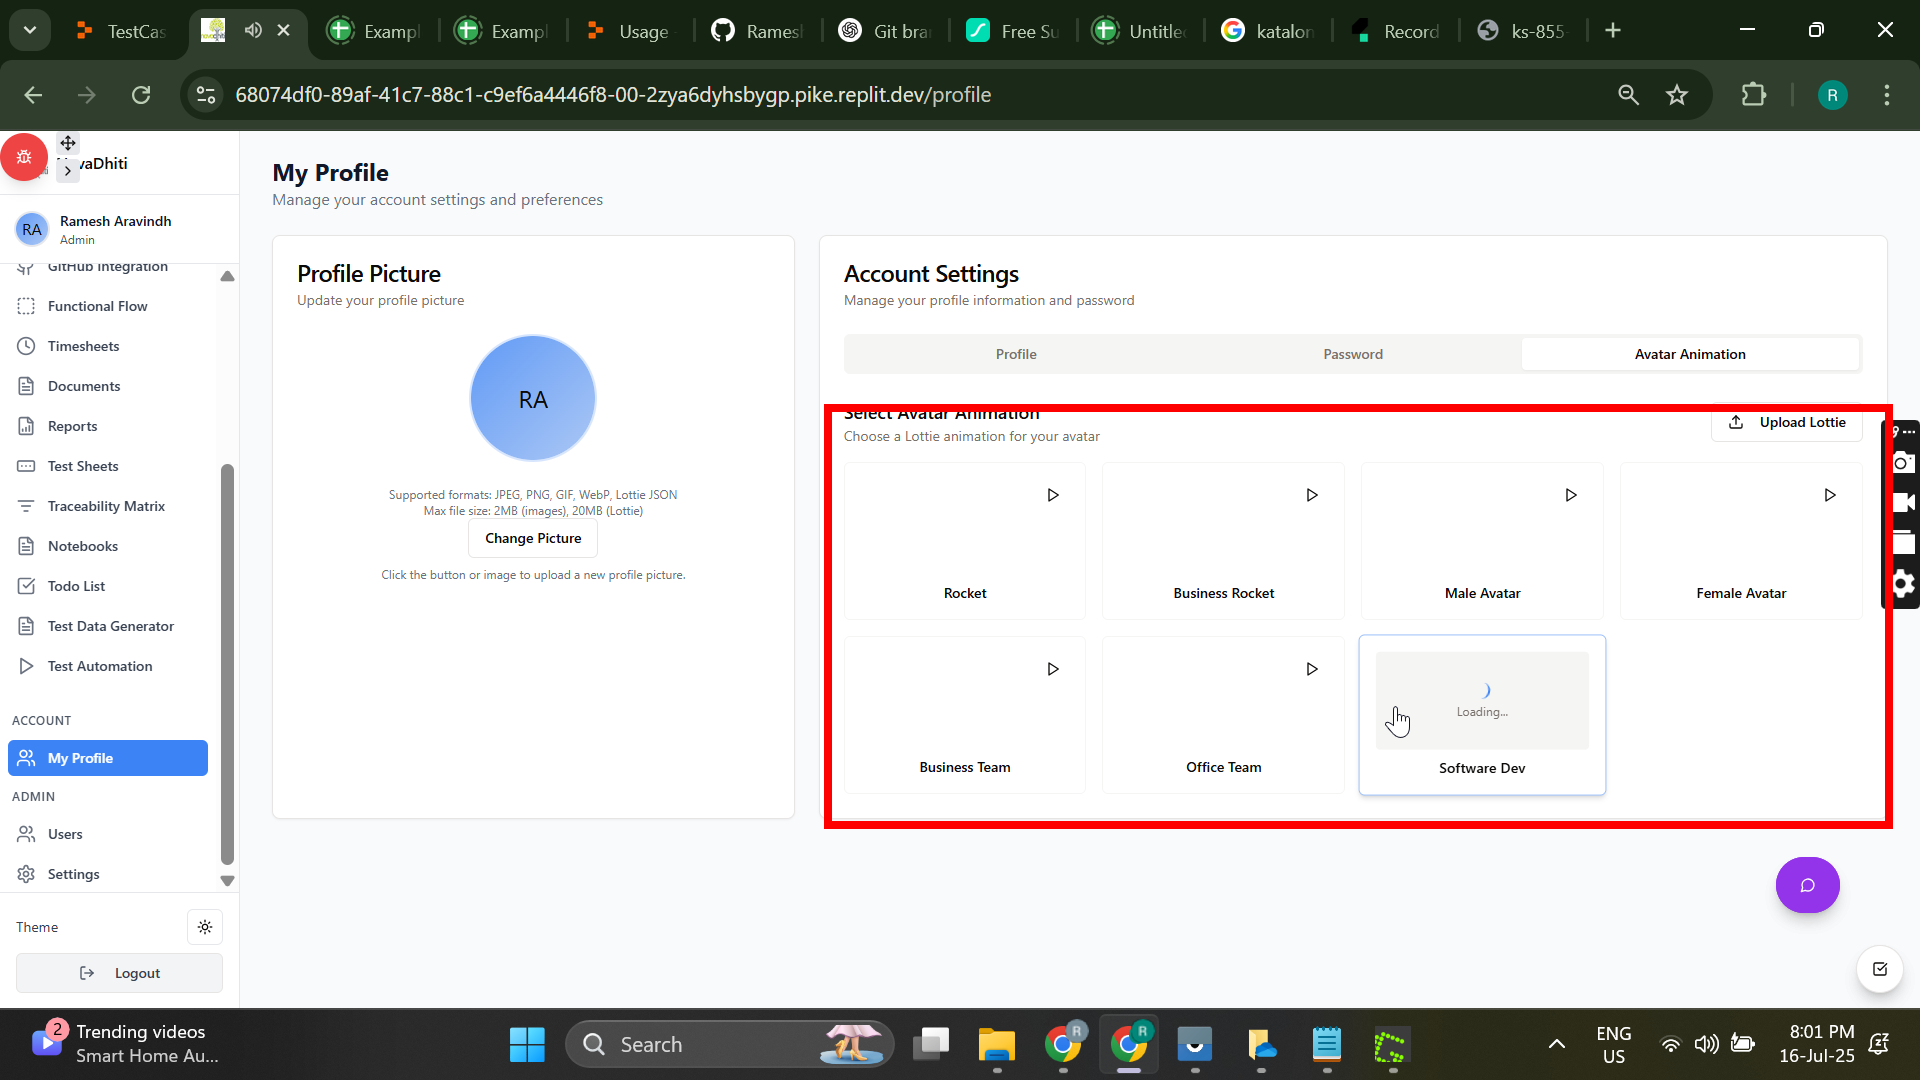 TestCas
Exampl
Exampl
Usage
Ramesh
Git bra
Free Su
Untitle
katalon
Record
ks-855-
68074df0-89af-41c7-88c1-c9ef6a4446f8-00-2zya6dyhsbygp.pike.replit.dev/profile
R
vaDhiti
RA
Ramesh Aravindh
Admin
GitHub Integration
Functional Flow
Timesheets
Documents
Reports
Test Sheets
Traceability Matrix
Notebooks
Todo List
Test Data Generator
Test Automation
ACCOUNT
My Profile
ADMIN
Users
Settings
Theme
Logout
My Profile
Manage your account settings and preferences
Profile Picture
Update your profile picture
RA
Supported formats: JPEG, PNG, GIF, WebP, Lottie JSON
Max file size: 2MB (images), 20MB (Lottie)
Change Picture
Click the button or image to upload a new profile picture.
Account Settings
Manage your profile information and password
Profile
Password
Avatar Animation
Select Avatar Animation
Choose a Lottie animation for your avatar
Upload Lottie
Rocket
Business Rocket
Male Avatar
Female Avatar
Business Team
Office Team
Loading...
Software Dev
2
Trending videos
Smart Home Au...
Search
R
R
ENG
US
8:01 PM
16-Jul-25